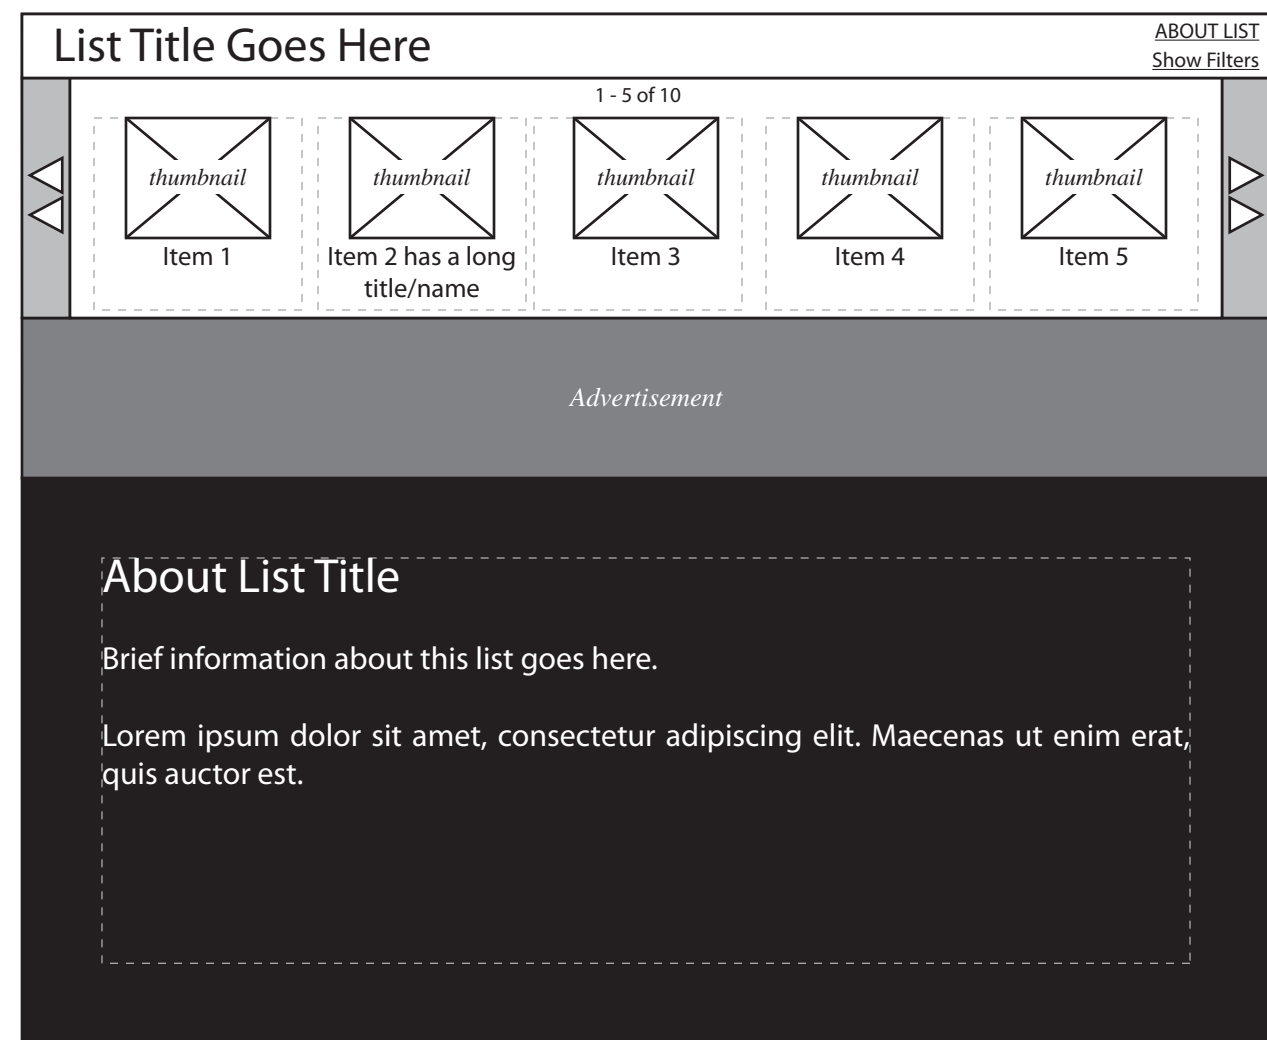 List Title Goes Here
ABOUT LIST
Show Filters
1 - 5 of 10
thumbnail
thumbnail
thumbnail
thumbnail
thumbnail
Item 1
Item 2 has a long
title/name
Item 3
Item 4
Item 5
Advertisement
About List Title
Brief information about this list goes here.
Lorem ipsum dolor sit amet, consectetur adipiscing elit. Maecenas ut enim erat,
quis auctor est.